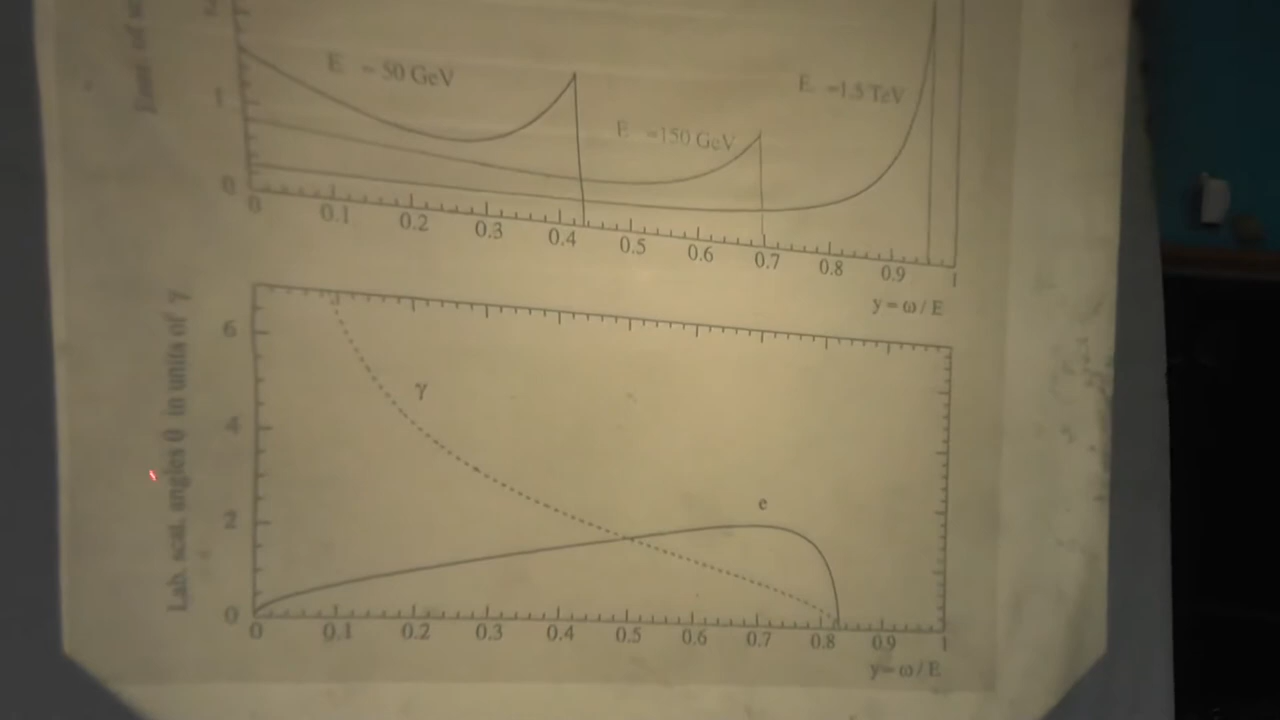 E = 50 GeV
E =150 GeV
E =1.5 TeV
1
0
0 0.1 0.2 0.3 0.4 0.5 0.6 0.7 0.8 0.9 1
y = ω / E
Lab. scat. angles θ in units of γ
6
4
2
0
γ
e
0 0.1 0.2 0.3 0.4 0.5 0.6 0.7 0.8 0.9 1
y = ω / E